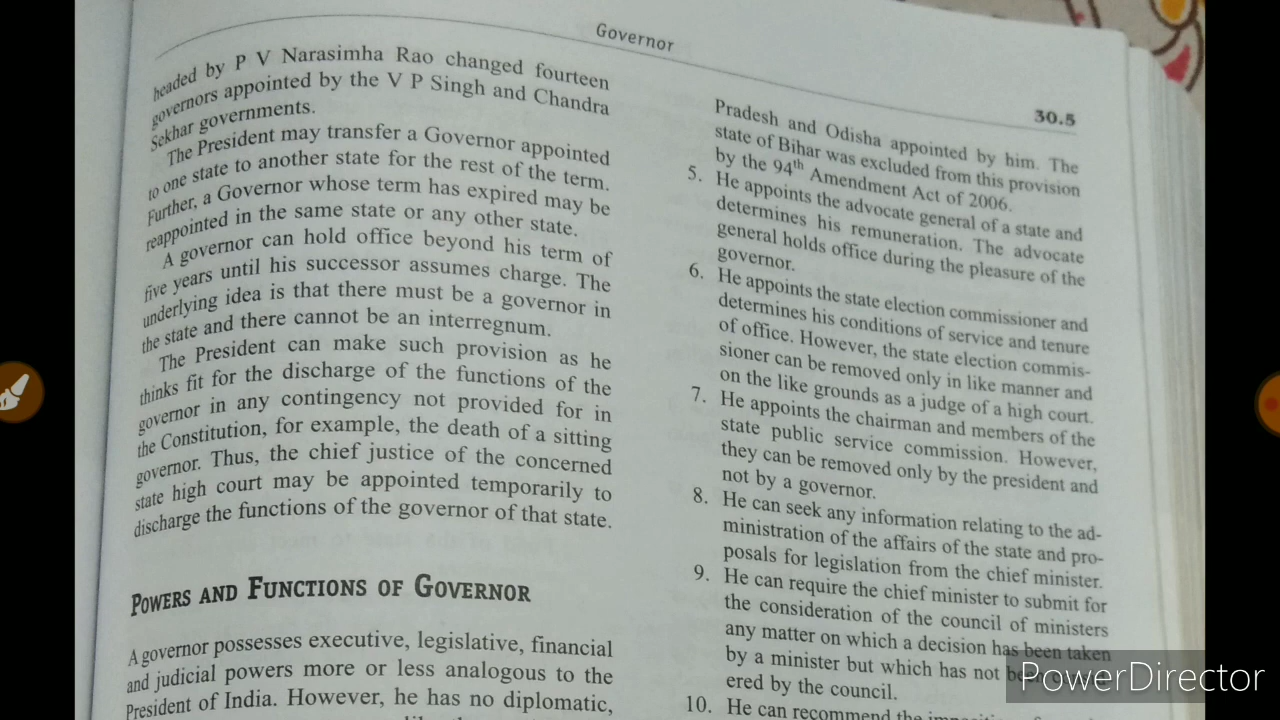 Governor
30.5
headed by P V Narasimha Rao changed fourteen
governors appointed by the V P Singh and Chandra
Sekhar governments.
The President may transfer a Governor appointed
to one state to another state for the rest of the term.
Further, a Governor whose term has expired may be
reappointed in the same state or any other state.
A governor can hold office beyond his term of
five years until his successor assumes charge. The
underlying idea is that there must be a governor in
the state and there cannot be an interregnum.
The President can make such provision as he
thinks fit for the discharge of the functions of the
governor in any contingency not provided for in
the Constitution, for example, the death of a sitting
governor. Thus, the chief justice of the concerned
state high court may be appointed temporarily to
discharge the functions of the governor of that state.
POWERS AND FUNCTIONS OF GOVERNOR
A governor possesses executive, legislative, financial
and judicial powers more or less analogous to the
President of India. However, he has no diplomatic,
Pradesh and Odisha appointed by him. The
state of Bihar was excluded from this provision
by the 94th Amendment Act of 2006.
5. He appoints the advocate general of a state and
determines his remuneration. The advocate
general holds office during the pleasure of the
governor.
6. He appoints the state election commissioner and
determines his conditions of service and tenure
of office. However, the state election commis-
sioner can be removed only in like manner and
on the like grounds as a judge of a high court.
7. He appoints the chairman and members of the
state public service commission. However,
they can be removed only by the president and
not by a governor.
8. He can seek any information relating to the ad-
ministration of the affairs of the state and pro-
posals for legislation from the chief minister.
9. He can require the chief minister to submit for
the consideration of the council of ministers
any matter on which a decision has been taken
by a minister but which has not
ered by the council.
10. He can recommend the
PowerDirector